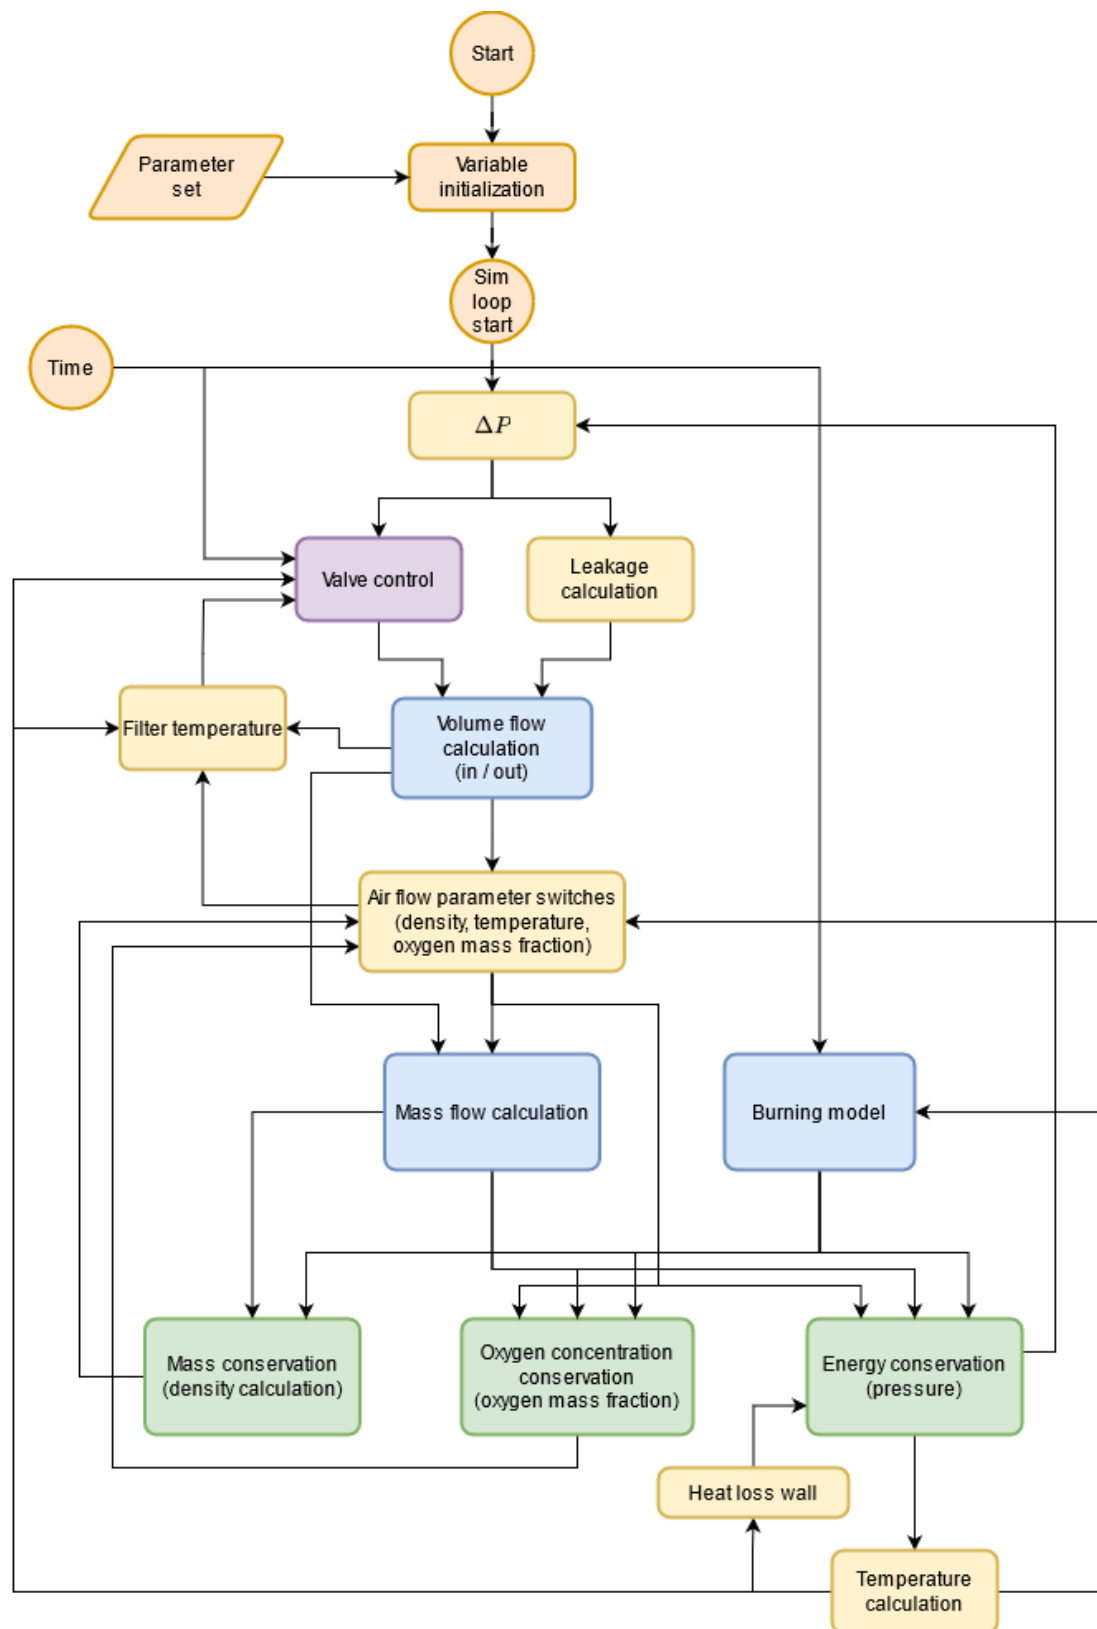 Start
Parameter
set
Variable
initialization
Sim
loop
start
Time
ΔP
Valve control
Leakage
calculation
Filter temperature
Volume flow
calculation
(in / out)
Air flow parameter switches
(density, temperature,
oxygen mass fraction)
Mass flow calculation
Burning model
Mass conservation
(density calculation)
Oxygen concentration
conservation
(oxygen mass fraction)
Energy conservation
(pressure)
Heat loss wall
Temperature
calculation